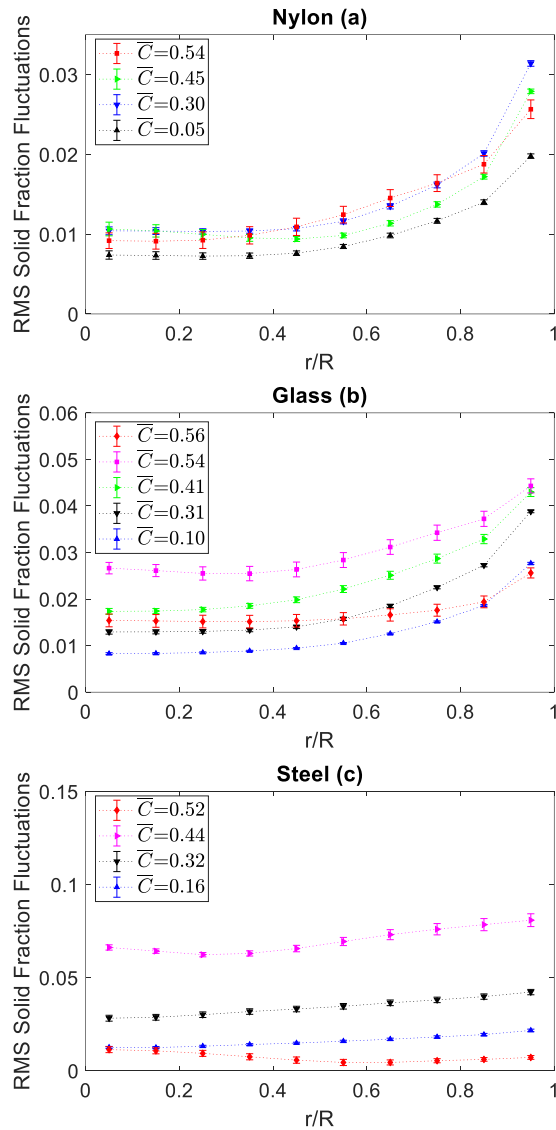 Nylon (a)
RMS Solid Fraction Fluctuations
0.03
0.02
0.01
0
C̅=0.54
C̅=0.45
C̅=0.30
C̅=0.05
0 0.2 0.4 0.6 0.8 1
r/R
Glass (b)
RMS Solid Fraction Fluctuations
0.06
0.05
0.04
0.03
0.02
0.01
0
C̅=0.56
C̅=0.54
C̅=0.41
C̅=0.31
C̅=0.10
0 0.2 0.4 0.6 0.8 1
r/R
Steel (c)
RMS Solid Fraction Fluctuations
0.15
0.1
0.05
0
C̅=0.52
C̅=0.44
C̅=0.32
C̅=0.16
0 0.2 0.4 0.6 0.8 1
r/R